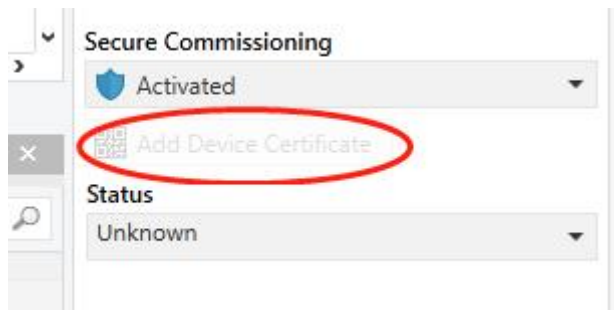 Secure Commissioning
Activated
Add Device Certificate
Status
Unknown